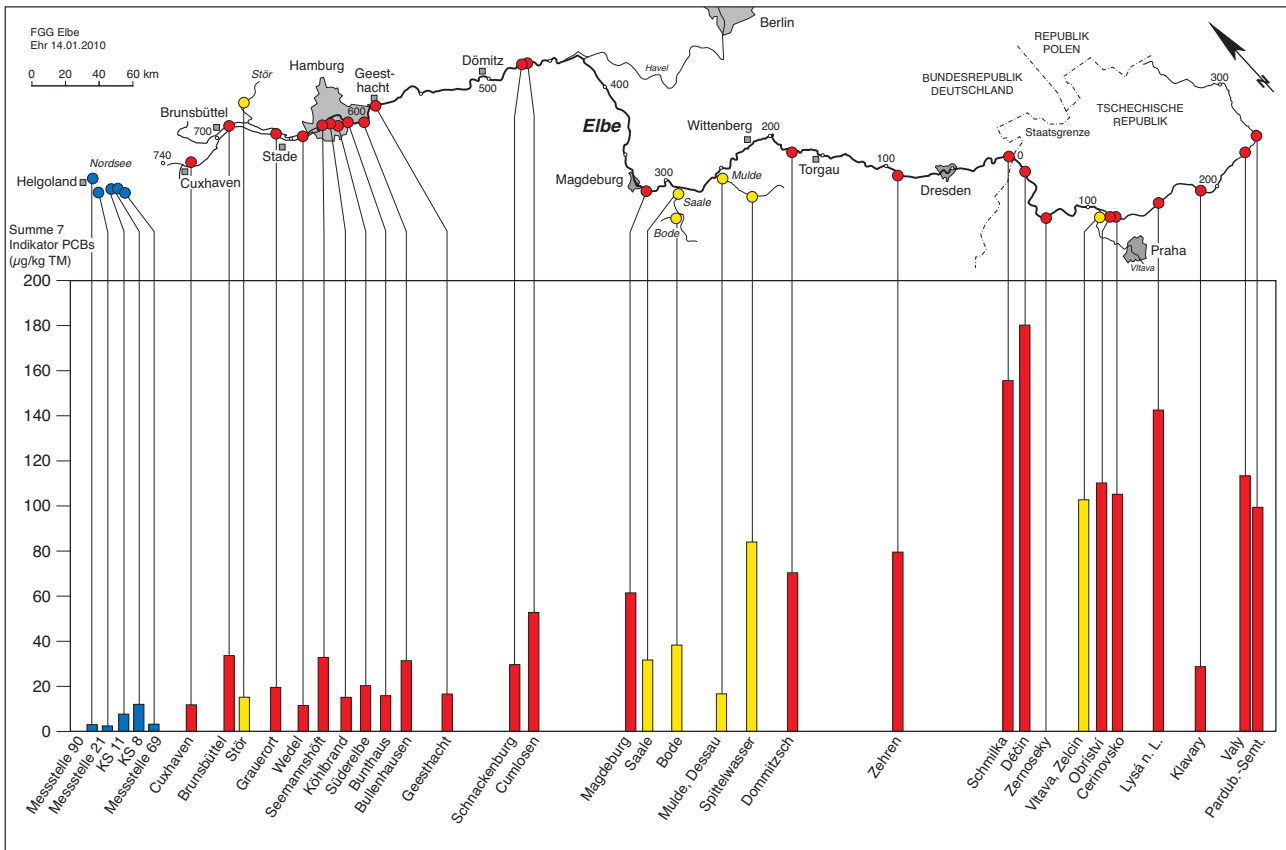 FGG Elbe
Ehr 14.01.2010
0 20 40 60 km
Berlin
REPUBLIK
POLEN
BUNDESREPUBLIK
DEUTSCHLAND
TSCHECHISCHE
REPUBLIK
Staatsgrenze
N
Hamburg
Geest-
hacht
Dömitz
Havel
Stör
Brunsbüttel
Stade
Cuxhaven
Nordsee
Helgoland
Elbe
Wittenberg
Torgau
Magdeburg
Mulde
Saale
Bode
Dresden
Praha
Vltava
740
700
600
500
400
300
200
100
0
100
200
300
Summe 7
Indikator PCBs
(µg/kg TM)
200
180
160
140
120
100
80
60
40
20
0
Messstelle 90
Messstelle 21
KS 11
KS 8
Messstelle 69
Cuxhaven
Brunsbüttel
Stör
Grauerort
Wedel
Seemannshöft
Köhlbrand
Süderelbe
Bunthaus
Bullenhausen
Geesthacht
Schnackenburg
Cumlosen
Magdeburg
Saale
Bode
Mulde, Dessau
Spittelwasser
Dommitzsch
Zehren
Schmilka
Děčín
Zernoseky
Vltava, Zelcin
Obristvi
Cerinovsko
Lysá n. L.
Klavary
Valy
Pardub.-Semt.